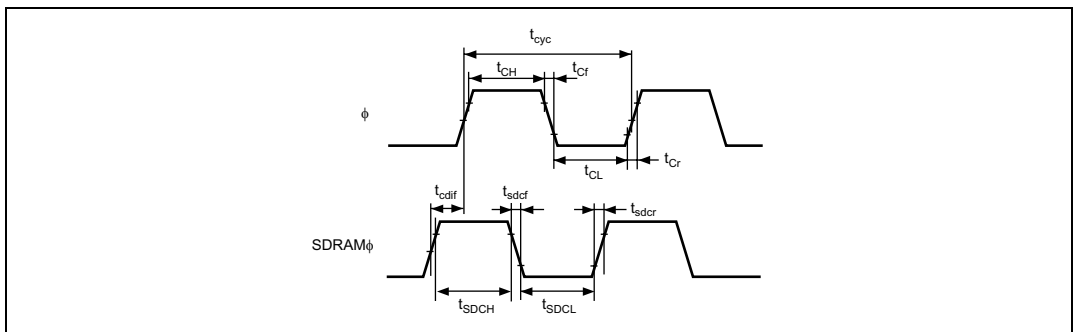 tcyc
tCH
tCf
ϕ
tCL
tCr
tcdif
tsdcf
tsdcr
SDRAMϕ
tSDCH
tSDCL